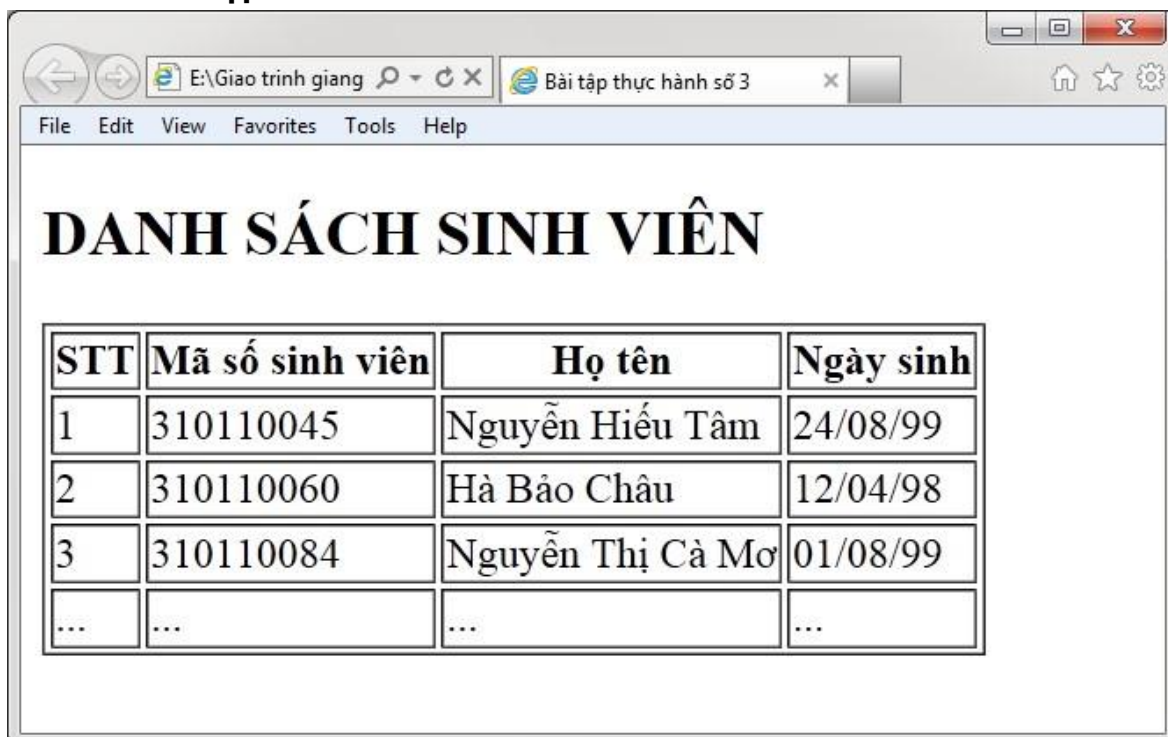 E:\Giao trinh giang
Bài tập thực hành số 3
File Edit View Favorites Tools Help
DANH SÁCH SINH VIÊN
STT Mã số sinh viên Họ tên Ngày sinh
1 310110045 Nguyễn Hiếu Tâm 24/08/99
2 310110060 Hà Bảo Châu 12/04/98
3 310110084 Nguyễn Thị Cà Mơ 01/08/99
... ... ... ...